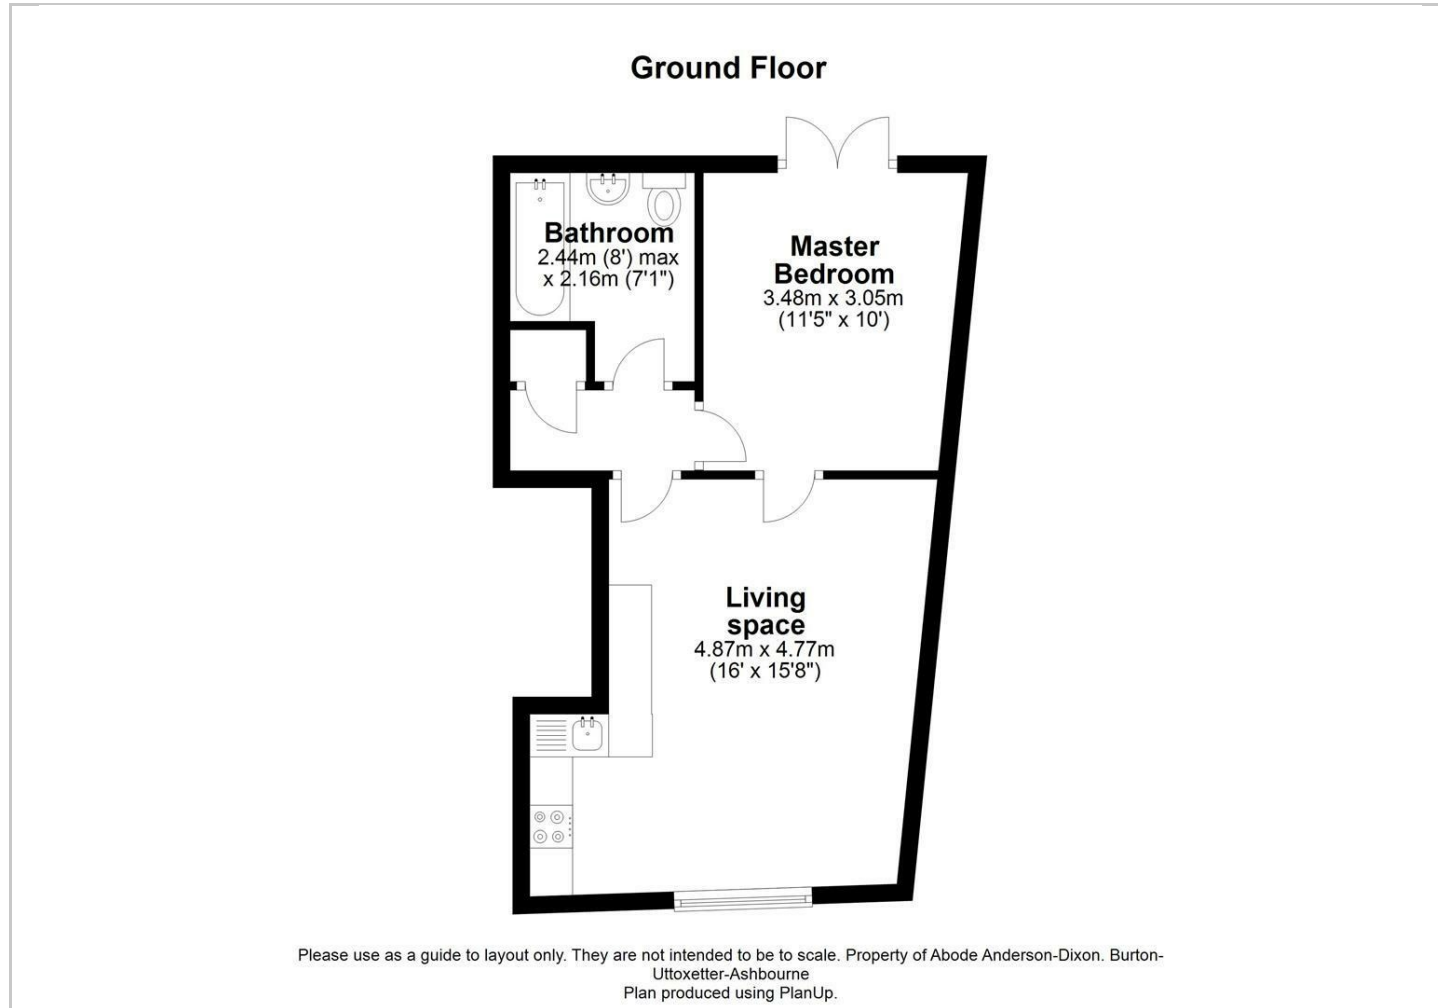 Ground Floor
Bathroom
2.44m (8') max
x 2.16m (7'1")
Master
Bedroom
3.48m x 3.05m
(11'5" x 10')
Living
space
4.87m x 4.77m
(16' x 15'8")
Please use as a guide to layout only. They are not intended to be to scale. Property of Abode Anderson-Dixon. Burton-
Uttoxetter-Ashbourne
Plan produced using PlanUp.